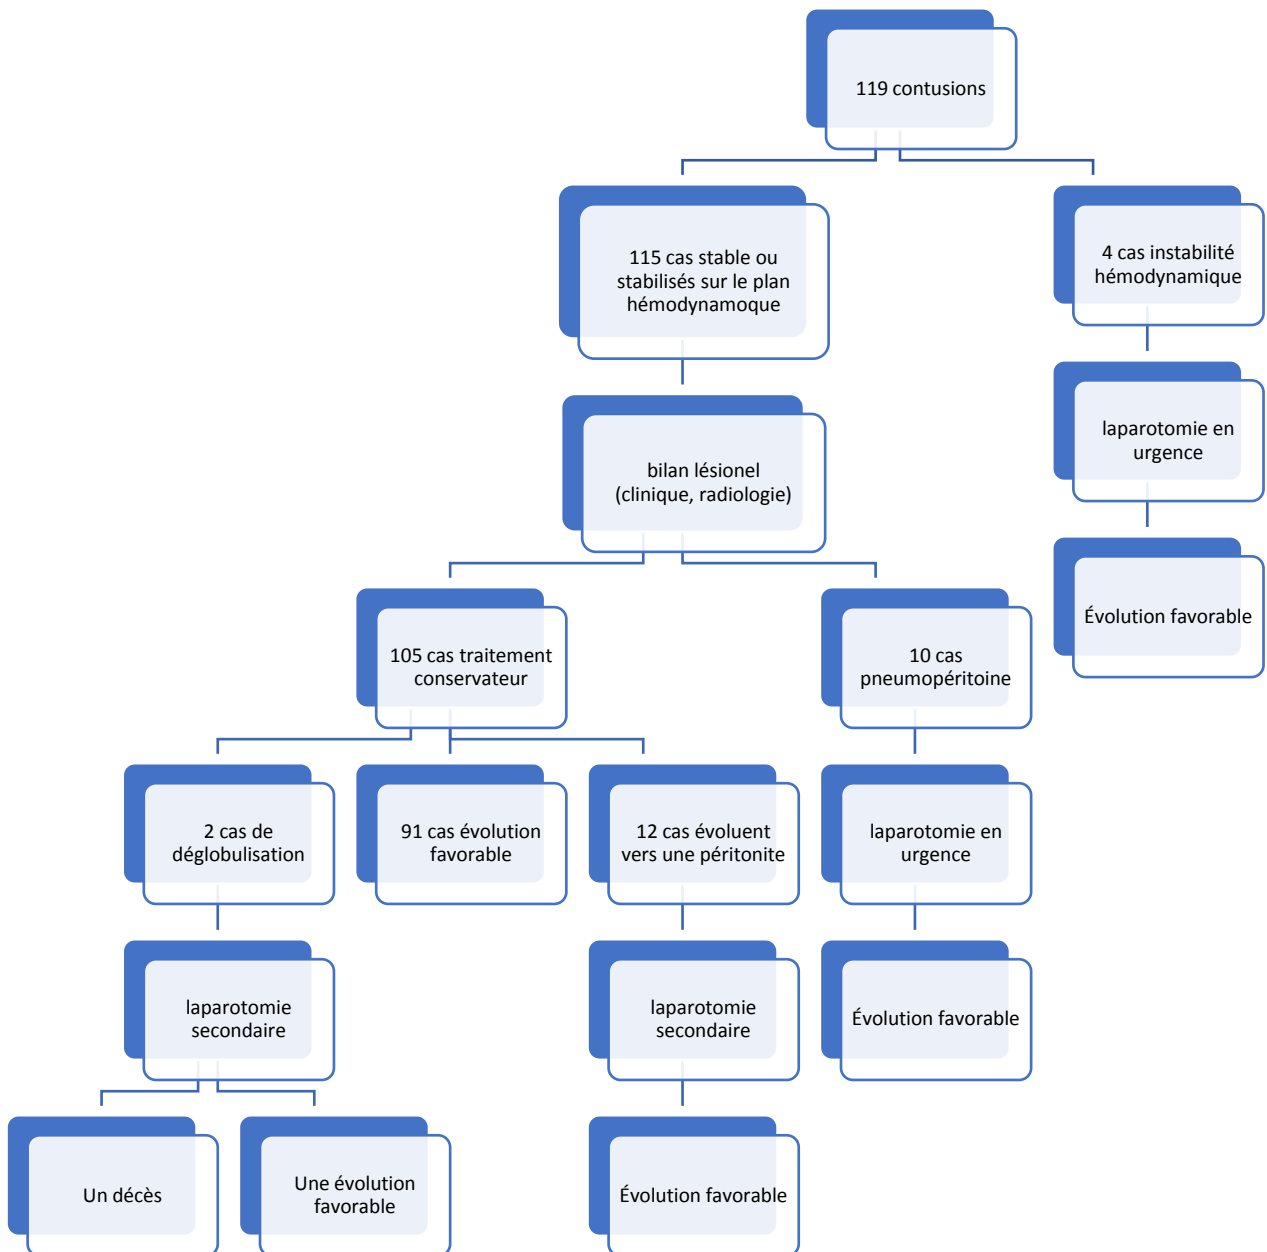 119 contusions
115 cas stable ou
stabilisés sur le plan
hémodynamoque
4 cas instabilité
hémodynamique
bilan lésionel
(clinique, radiologie)
laparotomie en
urgence
Évolution favorable
105 cas traitement
conservateur
10 cas
pneumopéritoine
2 cas de
déglobulisation
91 cas évolution
favorable
12 cas évoluent
vers une péritonite
laparotomie en
urgence
laparotomie
secondaire
laparotomie
secondaire
Évolution favorable
Un décès
Une évolution
favorable
Évolution favorable